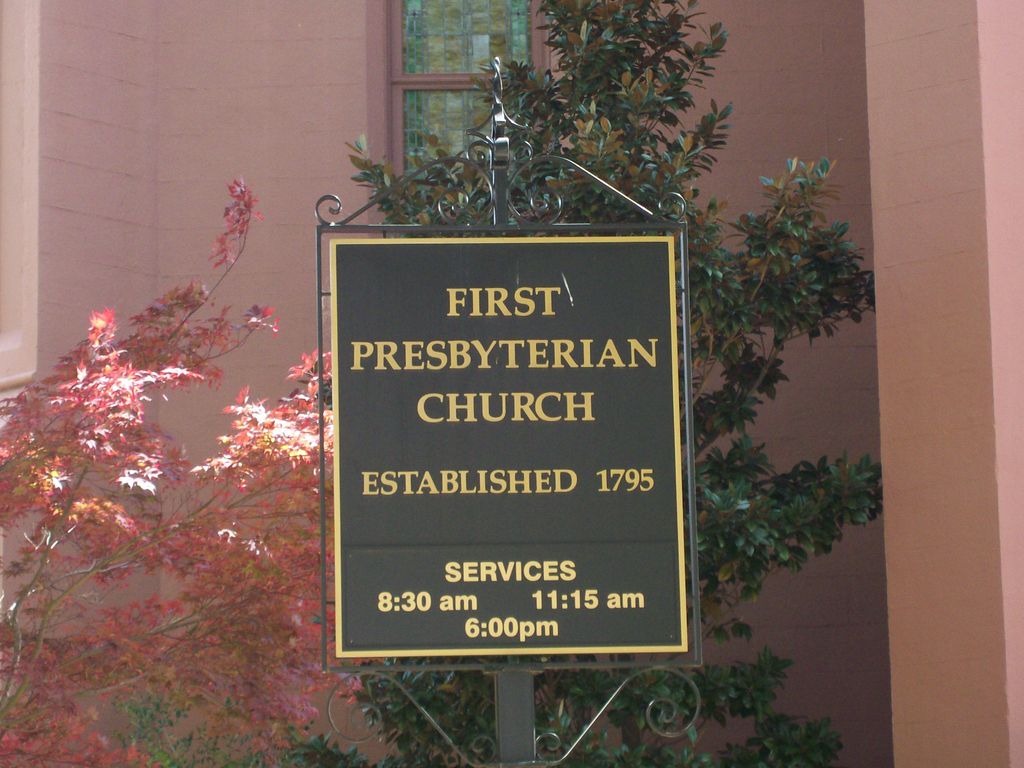 FIRST
PRESBYTERIAN
CHURCH
ESTABLISHED 1795
SERVICES
8:30 am 11:15 am
6:00pm